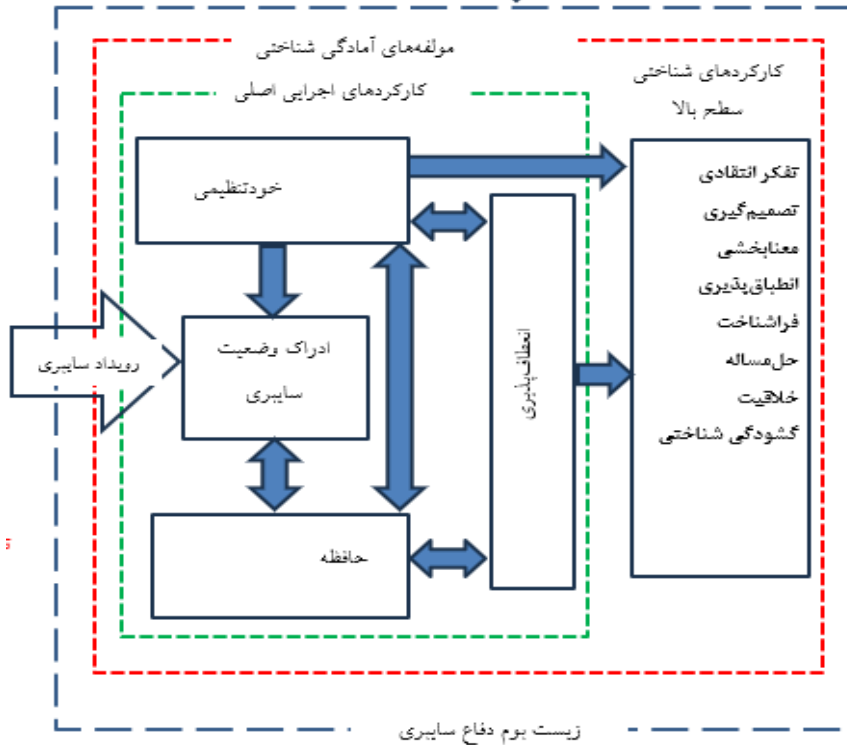 مولفه‌های آمادگی شناختی
کارکردهای شناختی
سطح بالا
کارکردهای اجرایی اصلی
خودتنظیمی
تفکر انتقادی
تصمیم‌گیری
معنابخشی
انطباق‌پذیری
فراشناخت
حل‌مساله
خلاقیت
گشودگی شناختی
رویداد سایبری
ادراک وضعیت
سایبری
انعطاف‌پذیری
حافظه
زیست بوم دفاع سایبری